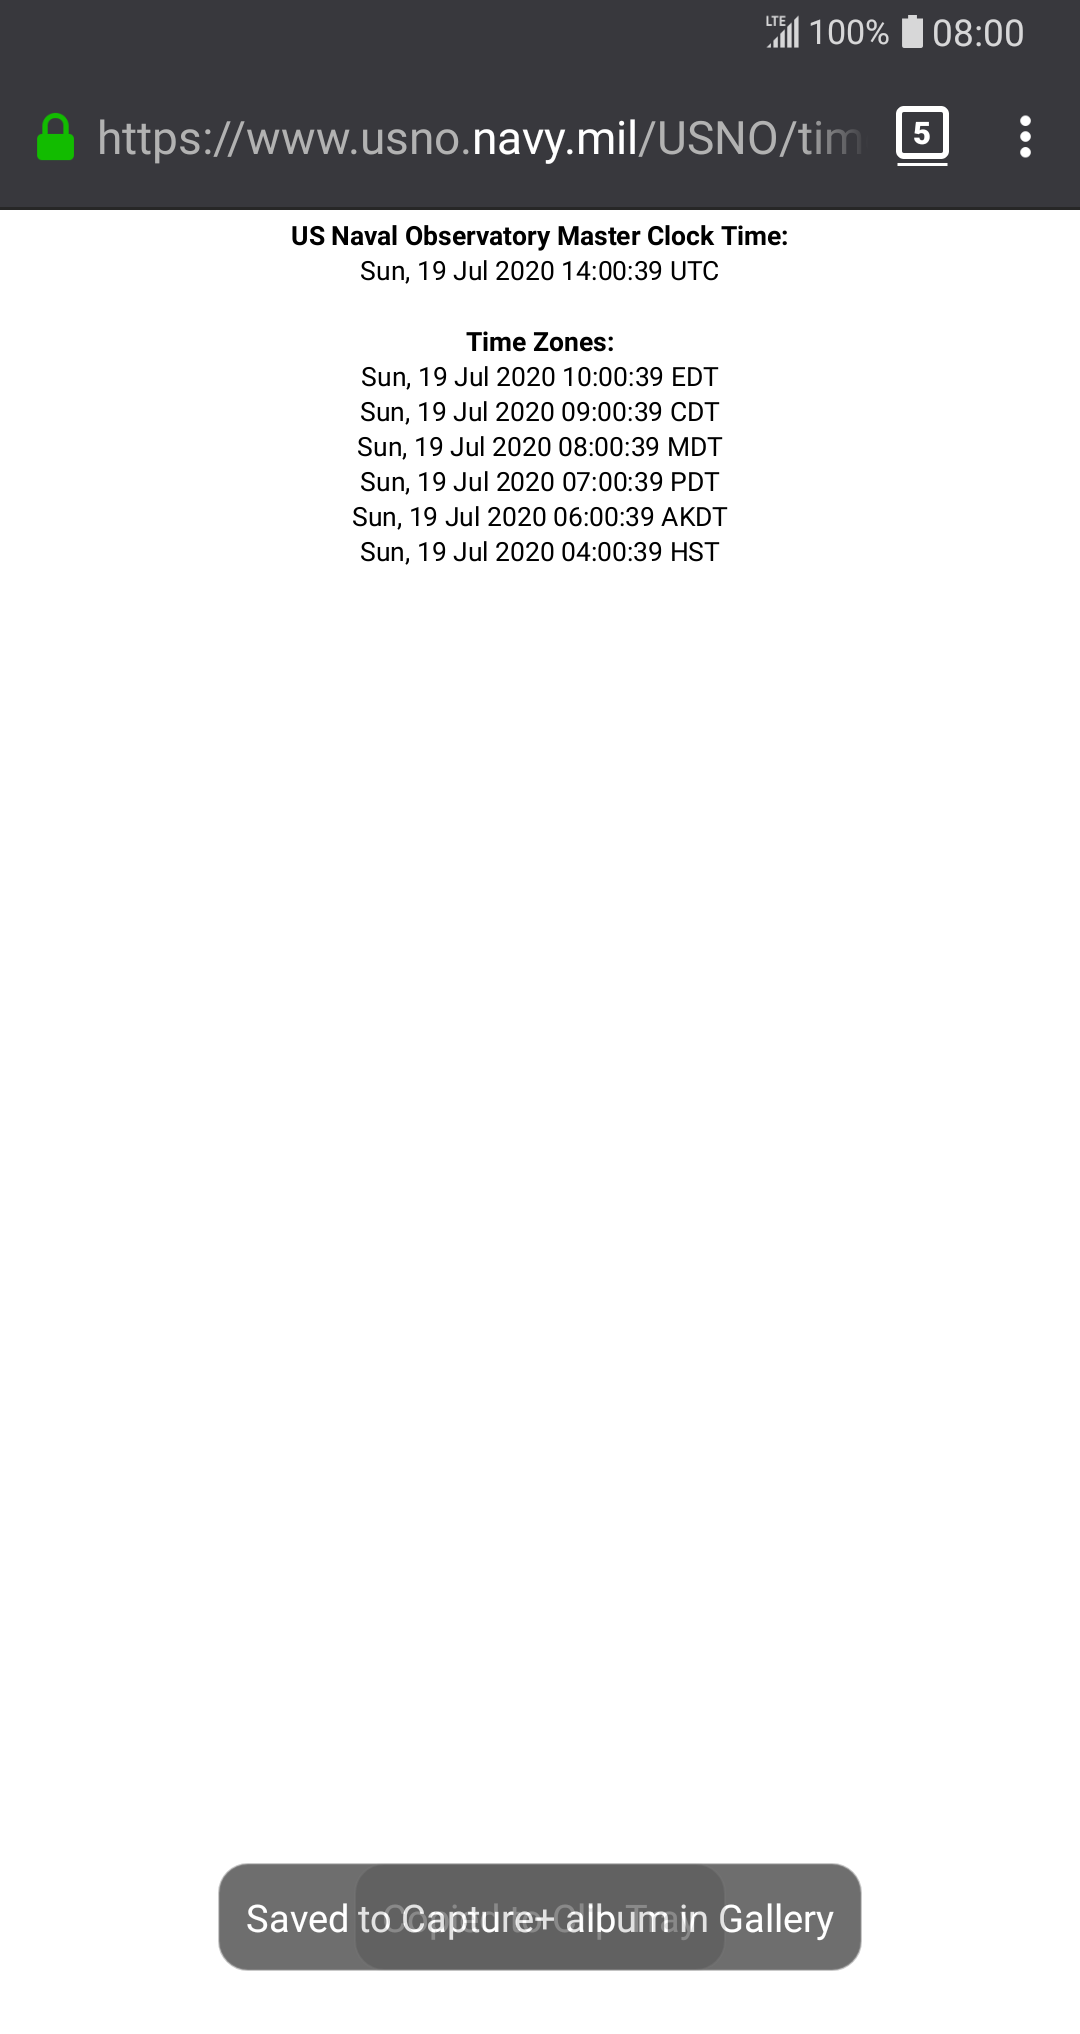 LTE 100% 08:00
https://www.usno.navy.mil/USNO/tim 5
US Naval Observatory Master Clock Time:
Sun, 19 Jul 2020 14:00:39 UTC
Time Zones:
Sun, 19 Jul 2020 10:00:39 EDT
Sun, 19 Jul 2020 09:00:39 CDT
Sun, 19 Jul 2020 08:00:39 MDT
Sun, 19 Jul 2020 07:00:39 PDT
Sun, 19 Jul 2020 06:00:39 AKDT
Sun, 19 Jul 2020 04:00:39 HST
Saved to Capture+ album in Gallery
Copied to Clip Tray